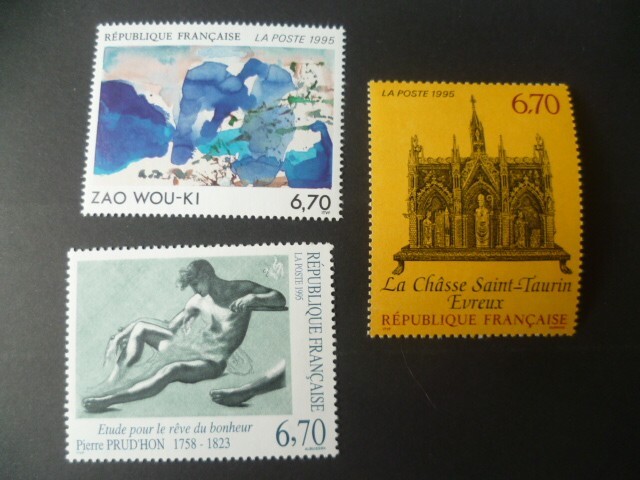 RÉPUBLIQUE FRANÇAISE LA POSTE 1995
ZAO WOU-KI 6,70
LA POSTE 1995 6,70
La Châsse Saint-Taurin
Evreux
RÉPUBLIQUE FRANÇAISE
RÉPUBLIQUE FRANÇAISE
LA POSTE 1995
Etude pour le rêve du bonheur
Pierre PRUD'HON 1758 - 1823
6,70